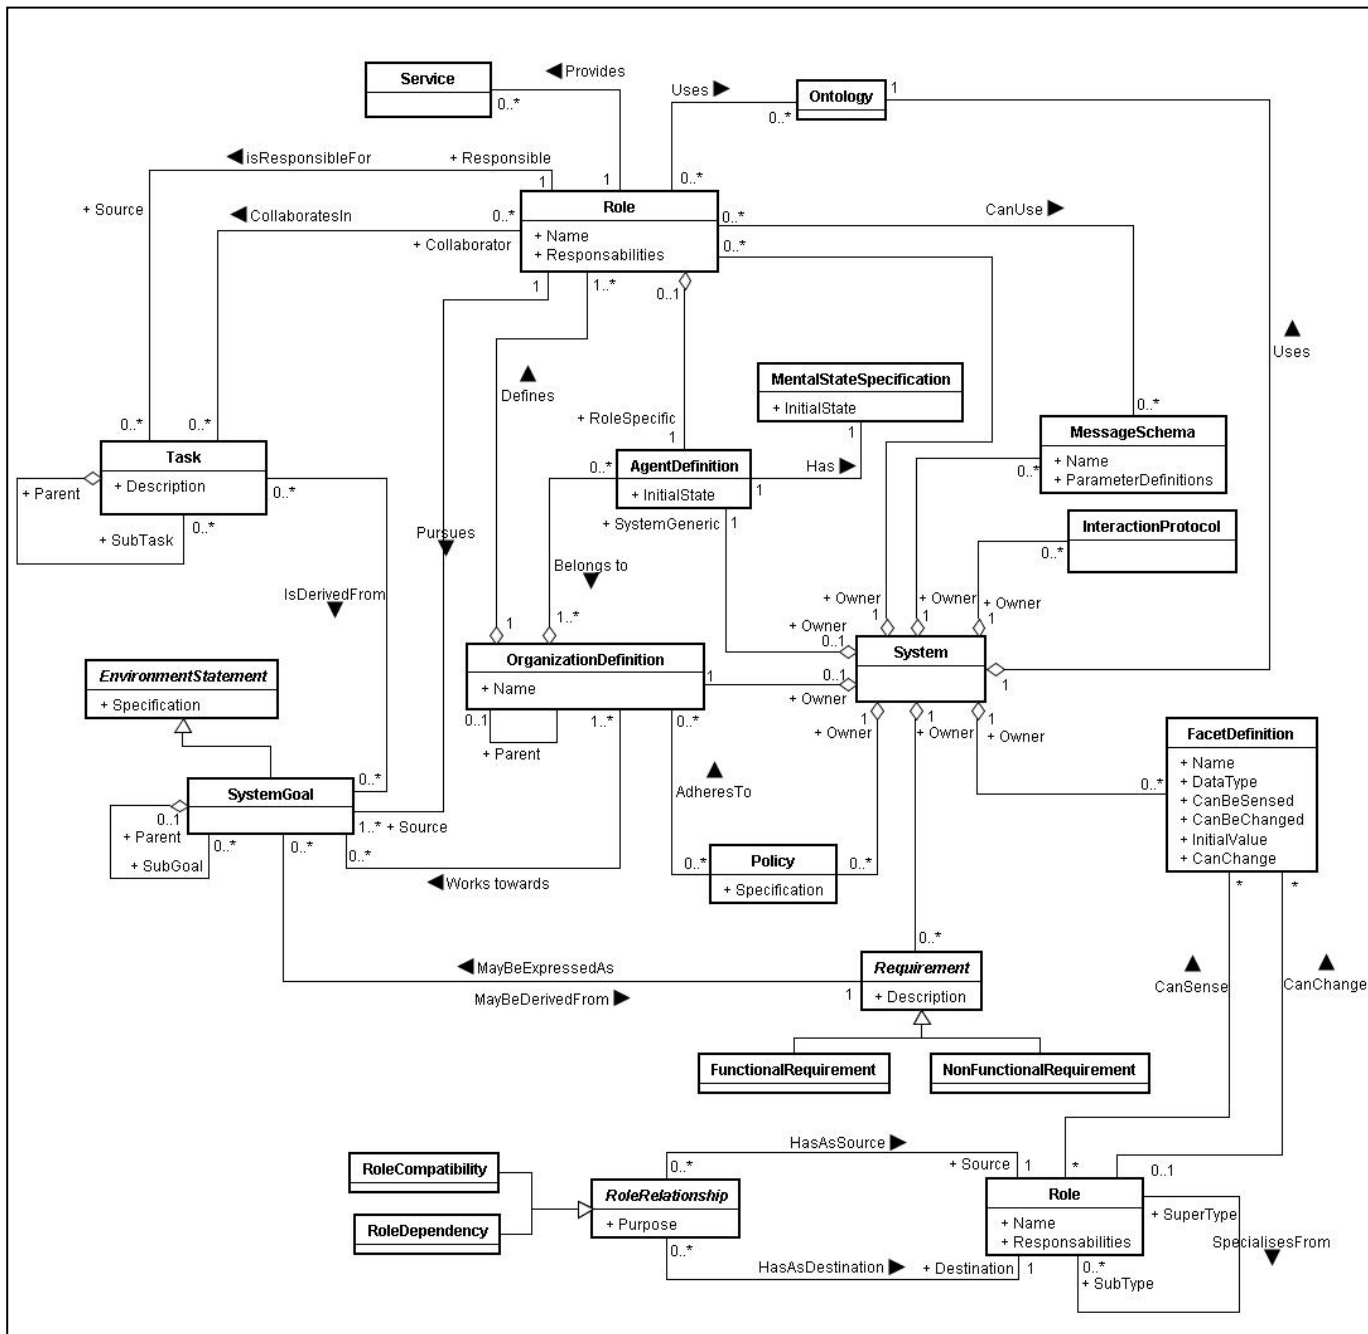 Service
◀ Provides
0..*
Uses ▶
0..*
Ontology
1
◀ isResponsibleFor
+ Responsible
1
1
0..*
+ Source
◀ CollaboratesIn
0..*
+ Collaborator
Role
+ Name
+ Responsabilities
0..*
0..*
CanUse ▶
1
1..*
0..1
▲
Uses
▲
Defines
MentalStateSpecification
+ InitialState
1
+ RoleSpecific
1
0..*
0..*
0..*
Task
+ Description
+ Parent
0..*
+ SubTask
0..*
0..*
AgentDefinition
+ InitialState
Has ▶
1
+ SystemGeneric
1
MessageSchema
+ Name
+ ParameterDefinitions
0..*
InteractionProtocol
0..*
Pursues
▼
Belongs to
▼
IsDerivedFrom
▼
1
1..*
+ Owner
1
+ Owner
1
+ Owner
1
+ Owner
0..1
System
1
OrganizationDefinition
+ Name
1
0..1
+ Owner
0..1
+ Parent
1..*
0..*
1
+ Owner
1
1
+ Owner
EnvironmentStatement
+ Specification
FacetDefinition
+ Name
+ DataType
+ CanBeSensed
+ CanBeChanged
+ InitialValue
+ CanChange
0..*
▲
AdheresTo
0..*
SystemGoal
0..1
+ Parent
+ SubGoal
0..*
0..*
1..*
+ Source
0..*
◀ Works towards
0..*
Policy
+ Specification
0..*
*
*
0..*
◀ MayBeExpressedAs
MayBeDerivedFrom ▶
1
Requirement
+ Description
▲
CanSense
▲
CanChange
FunctionalRequirement
NonFunctionalRequirement
HasAsSource ▶
0..*
+ Source
1
*
0..1
RoleCompatibility
RoleDependency
RoleRelationship
+ Purpose
0..*
HasAsDestination ▶
+ Destination
1
Role
+ Name
+ Responsabilities
+ SuperType
SpecialisesFrom
▼
0..*
+ SubType